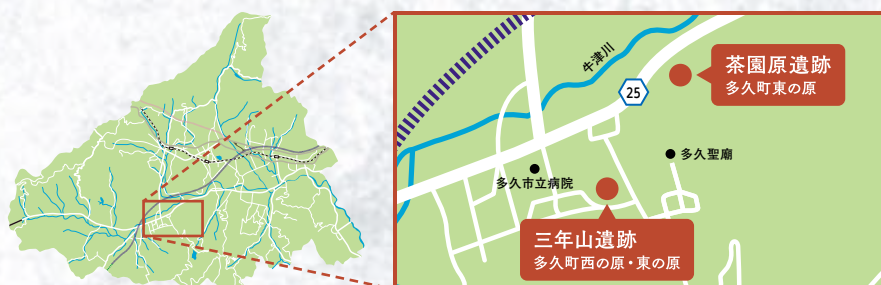 牛津川
25
茶園原遺跡
多久町東の原
多久聖廟
多久市立病院
三年山遺跡
多久町西の原・東の原